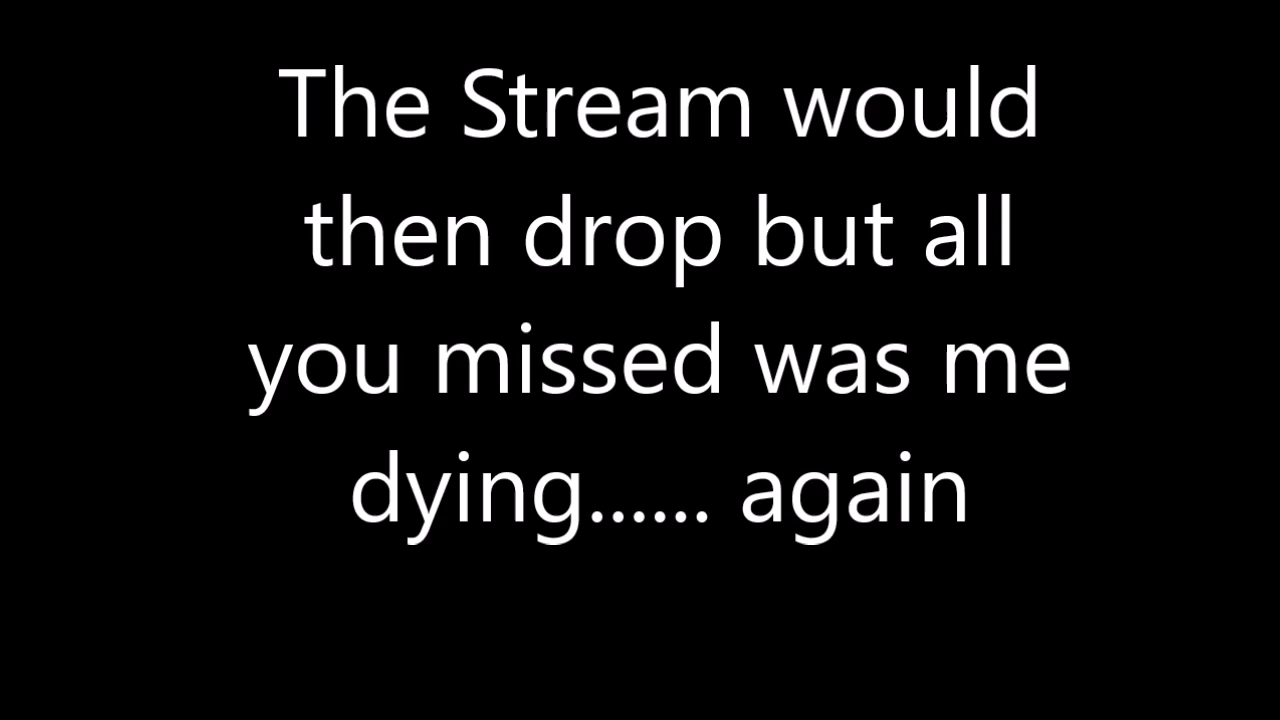 The Stream would
then drop but all
you missed was me
dying...... again